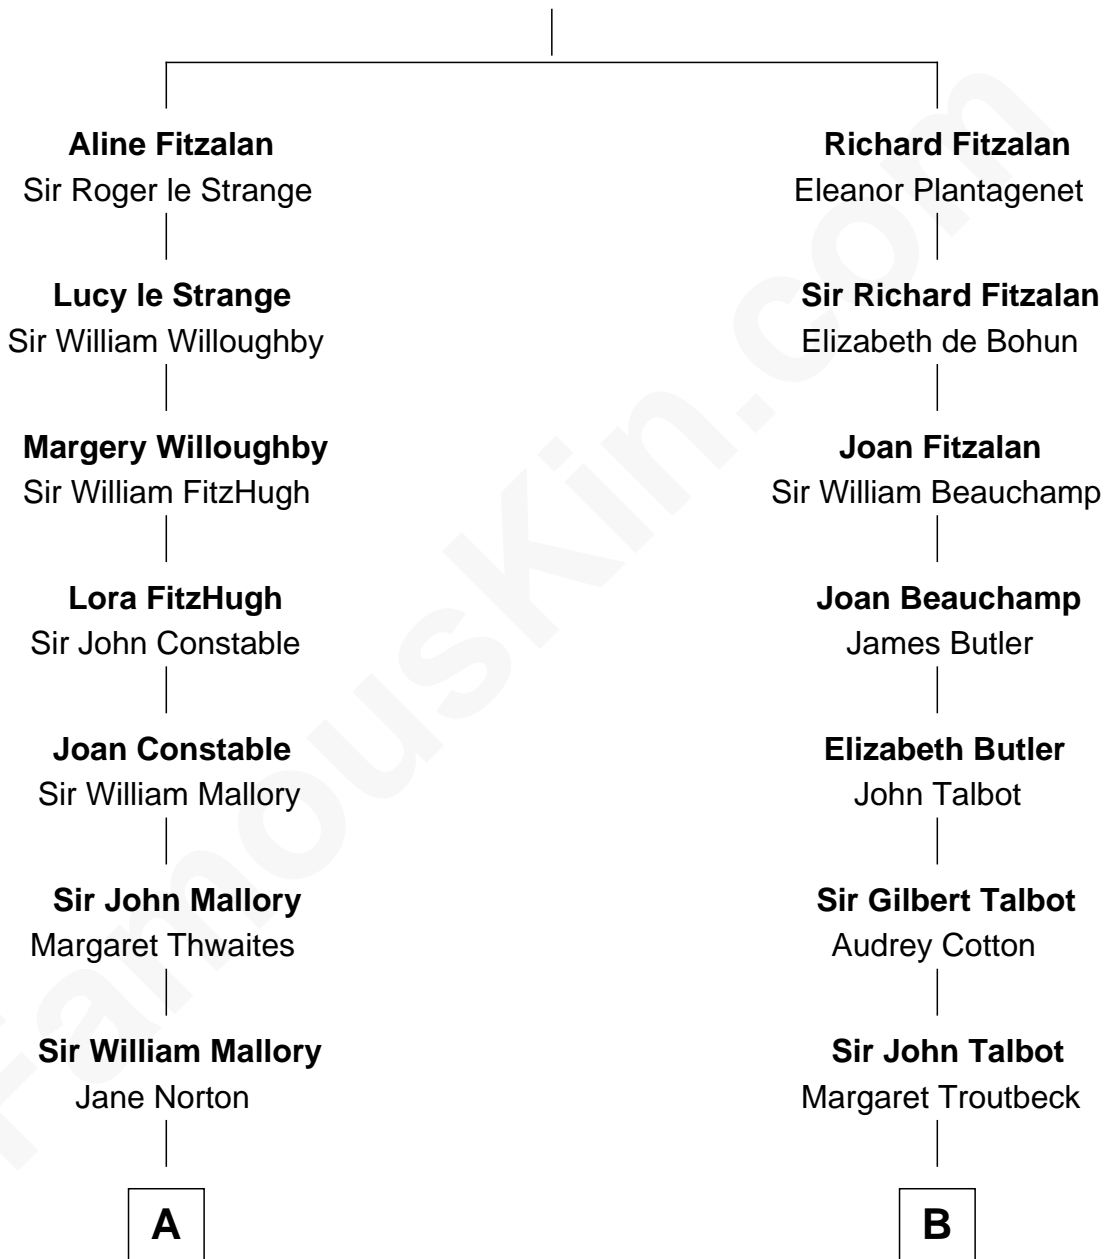 Aline Fitzalan
Sir Roger le Strange
Lucy le Strange
Sir William Willoughby
Margery Willoughby
Sir William FitzHugh
Lora FitzHugh
Sir John Constable
Joan Constable
Sir William Mallory
Sir John Mallory
Margaret Thwaites
Sir William Mallory
Jane Norton
A
Richard Fitzalan
Eleanor Plantagenet
Sir Richard Fitzalan
Elizabeth de Bohun
Joan Fitzalan
Sir William Beauchamp
Joan Beauchamp
James Butler
Elizabeth Butler
John Talbot
Sir Gilbert Talbot
Audrey Cotton
Sir John Talbot
Margaret Troutbeck
B
FamousKin.com